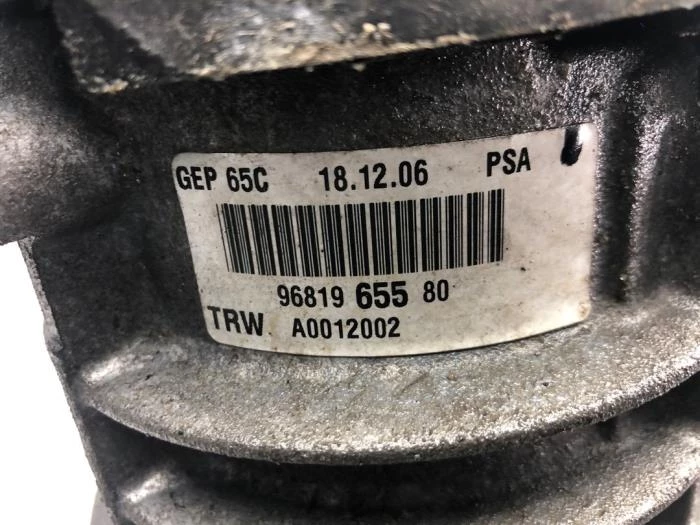 GEP 65C 18.12.06 PSA
96819 655 80
TRW A0012002